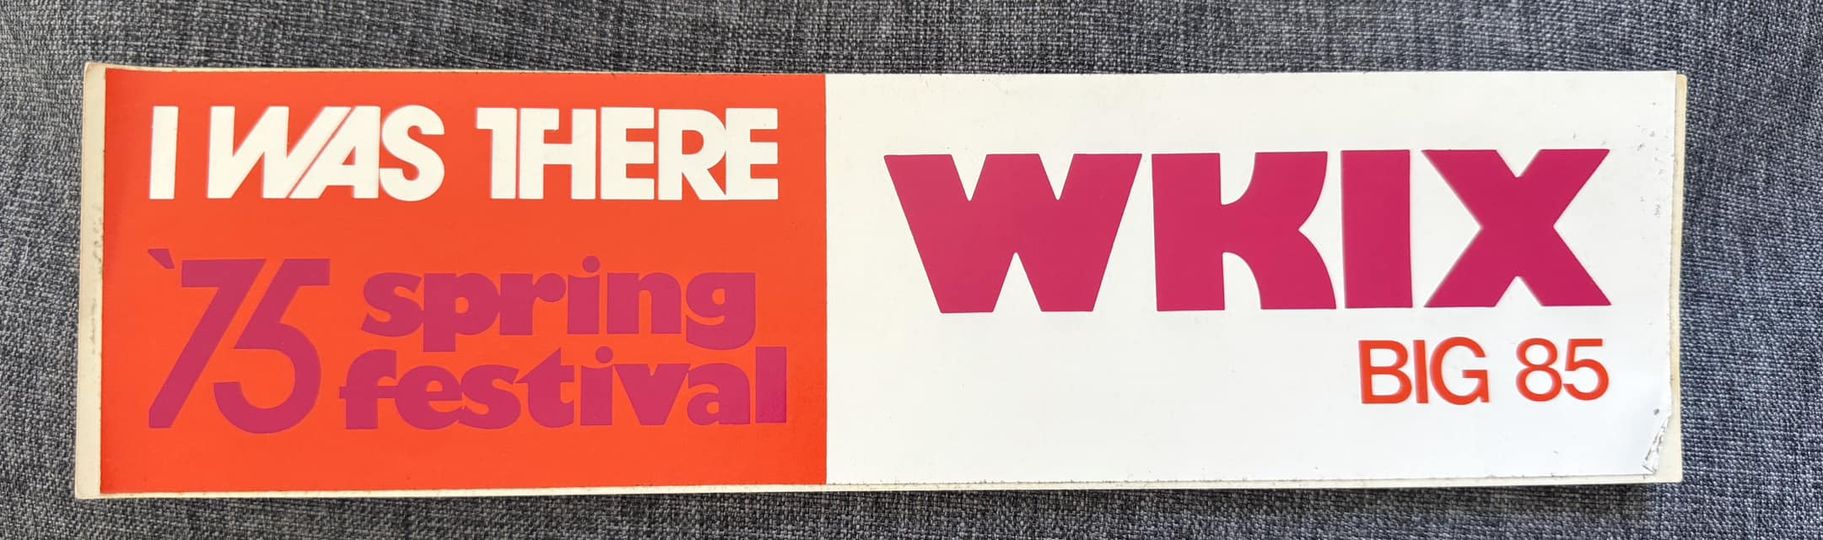 I WAS THERE
`75 spring
festival
WKIX
BIG 85